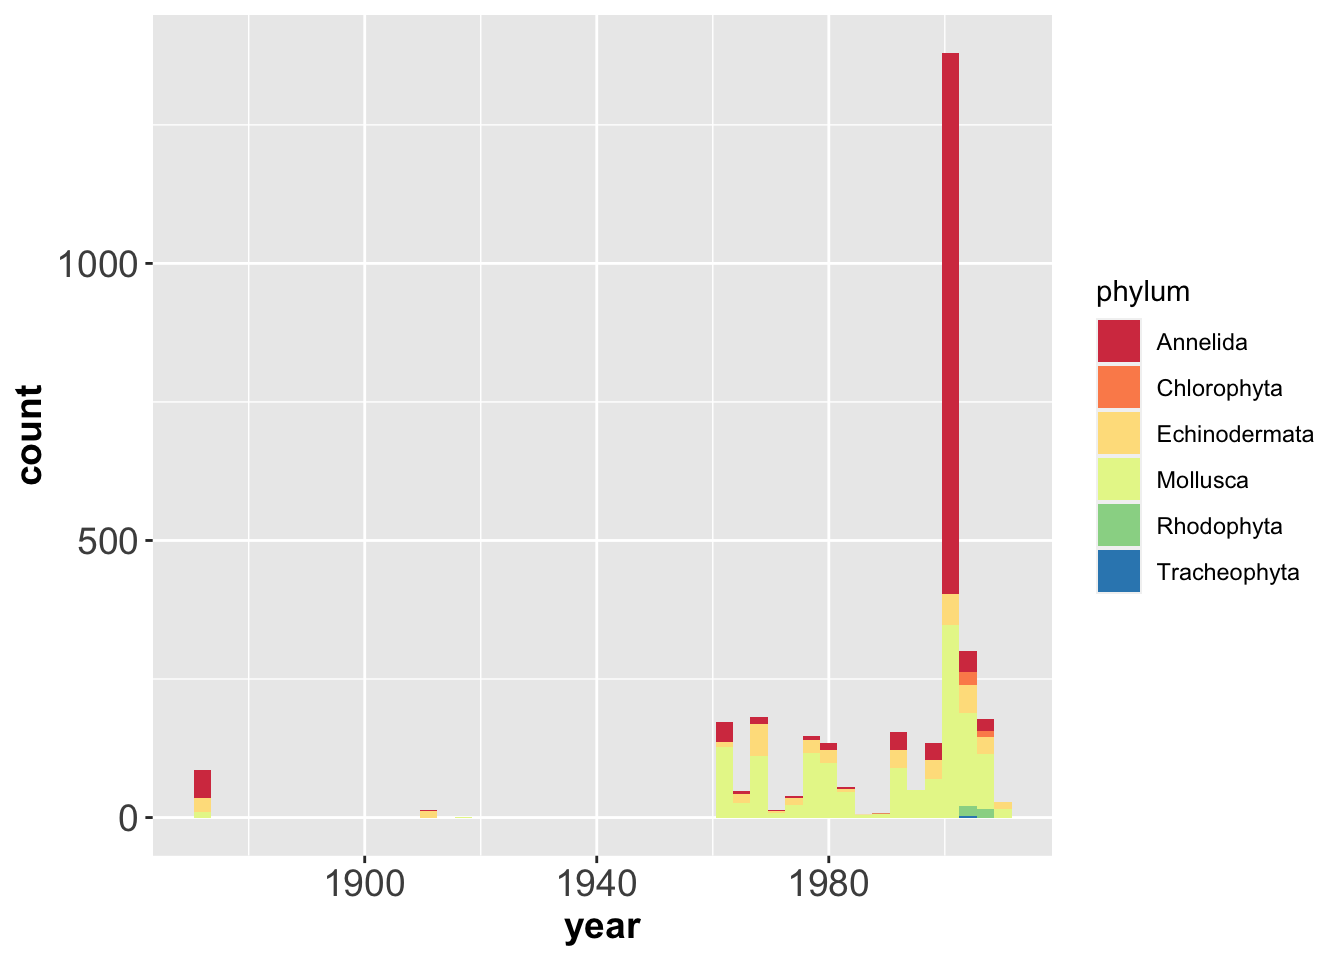 1000
500
0
count
1900
1940
1980
year
phylum
Annelida
Chlorophyta
Echinodermata
Mollusca
Rhodophyta
Tracheophyta